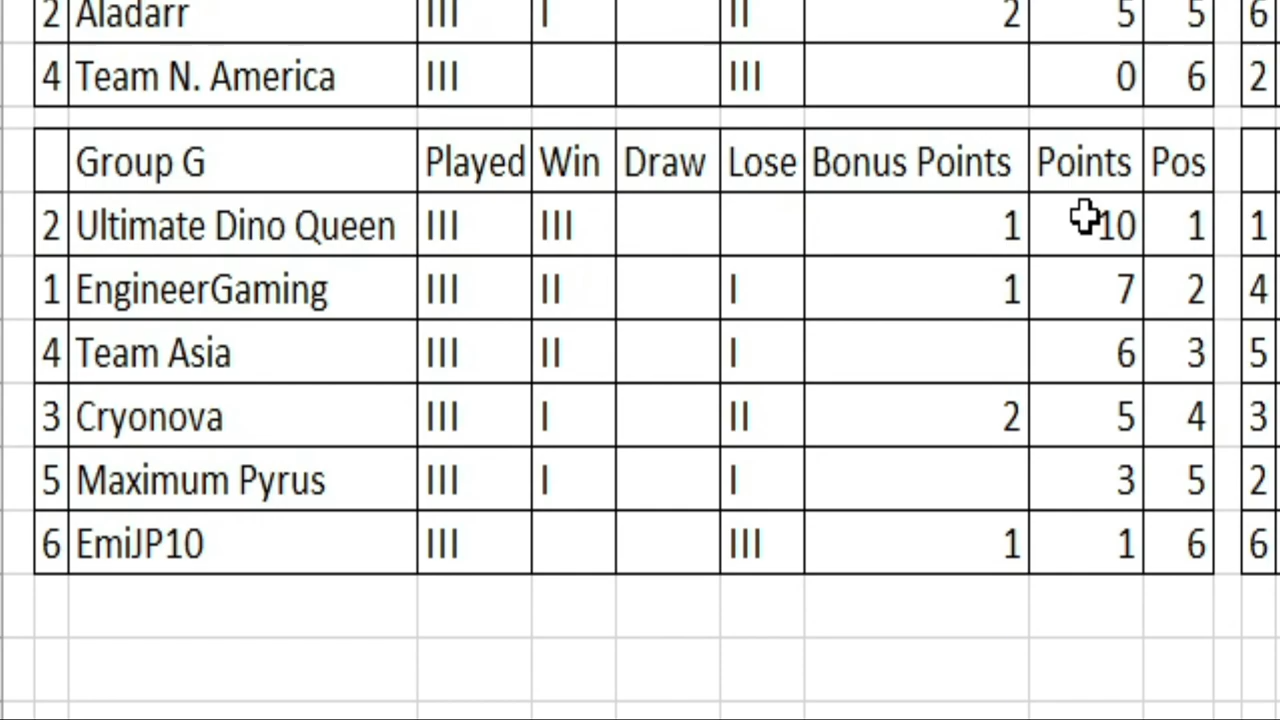 2 Aladarr III I II 2 5 5 6
4 Team N. America III III 0 6 2
Group G Played Win Draw Lose Bonus Points Points Pos
2 Ultimate Dino Queen III III 1 10 1 1
1 EngineerGaming III II I 1 7 2 4
4 Team Asia III II I 6 3 5
3 Cryonova III I II 2 5 4 3
5 Maximum Pyrus III I I 3 5 2
6 EmiJP10 III III 1 1 6 6